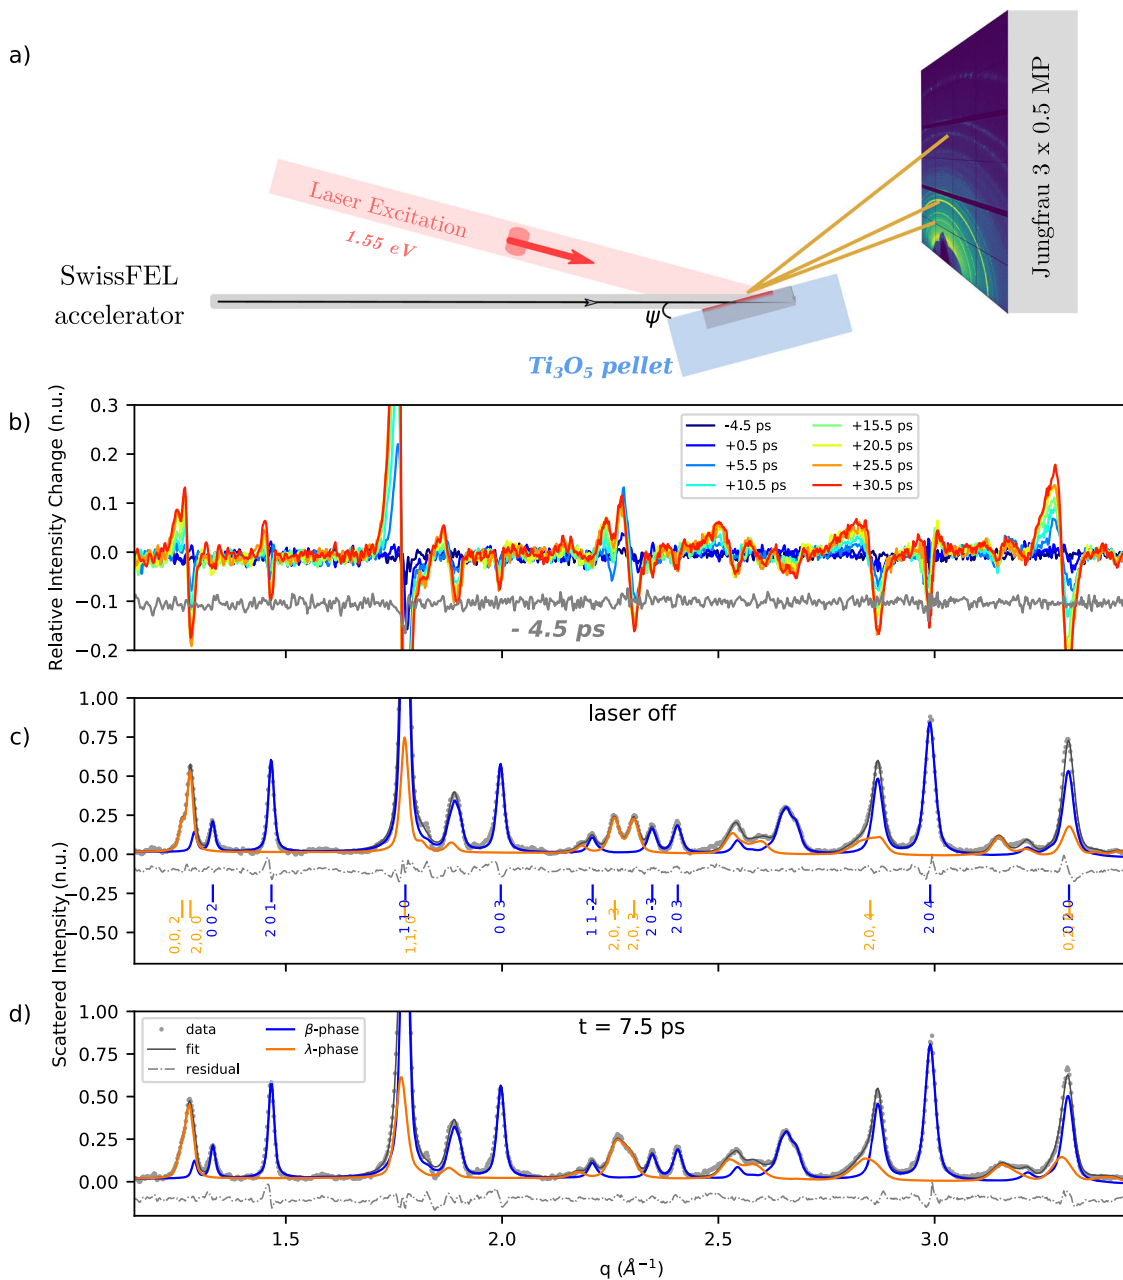 a)
Laser Excitation
1.55 eV
SwissFEL
accelerator
ψ
Ti₃O₅ pellet
Jungfrau 3 x 0.5 MP
b)
Relative Intensity Change (n.u.)
0.3
0.2
0.1
0.0
−0.1
−0.2
-4.5 ps
+0.5 ps
+5.5 ps
+10.5 ps
+15.5 ps
+20.5 ps
+25.5 ps
+30.5 ps
- 4.5 ps
c)
laser off
1.00
0.75
0.50
0.25
0.00
−0.25
−0.50
0,0, 2
2,0, 0
0 0 2
2 0 1
1 1 0
1,1, 0
0 0 3
1 1 -2
2,0, -3
2,0, 3
2 0 -3
2 0 3
2,0, 4
2 0 4
0 2 0
Scattered Intensity (n.u.)
d)
t = 7.5 ps
data
fit
residual
β-phase
λ-phase
1.00
0.75
0.50
0.25
0.00
1.5
2.0
2.5
3.0
q (Å⁻¹)